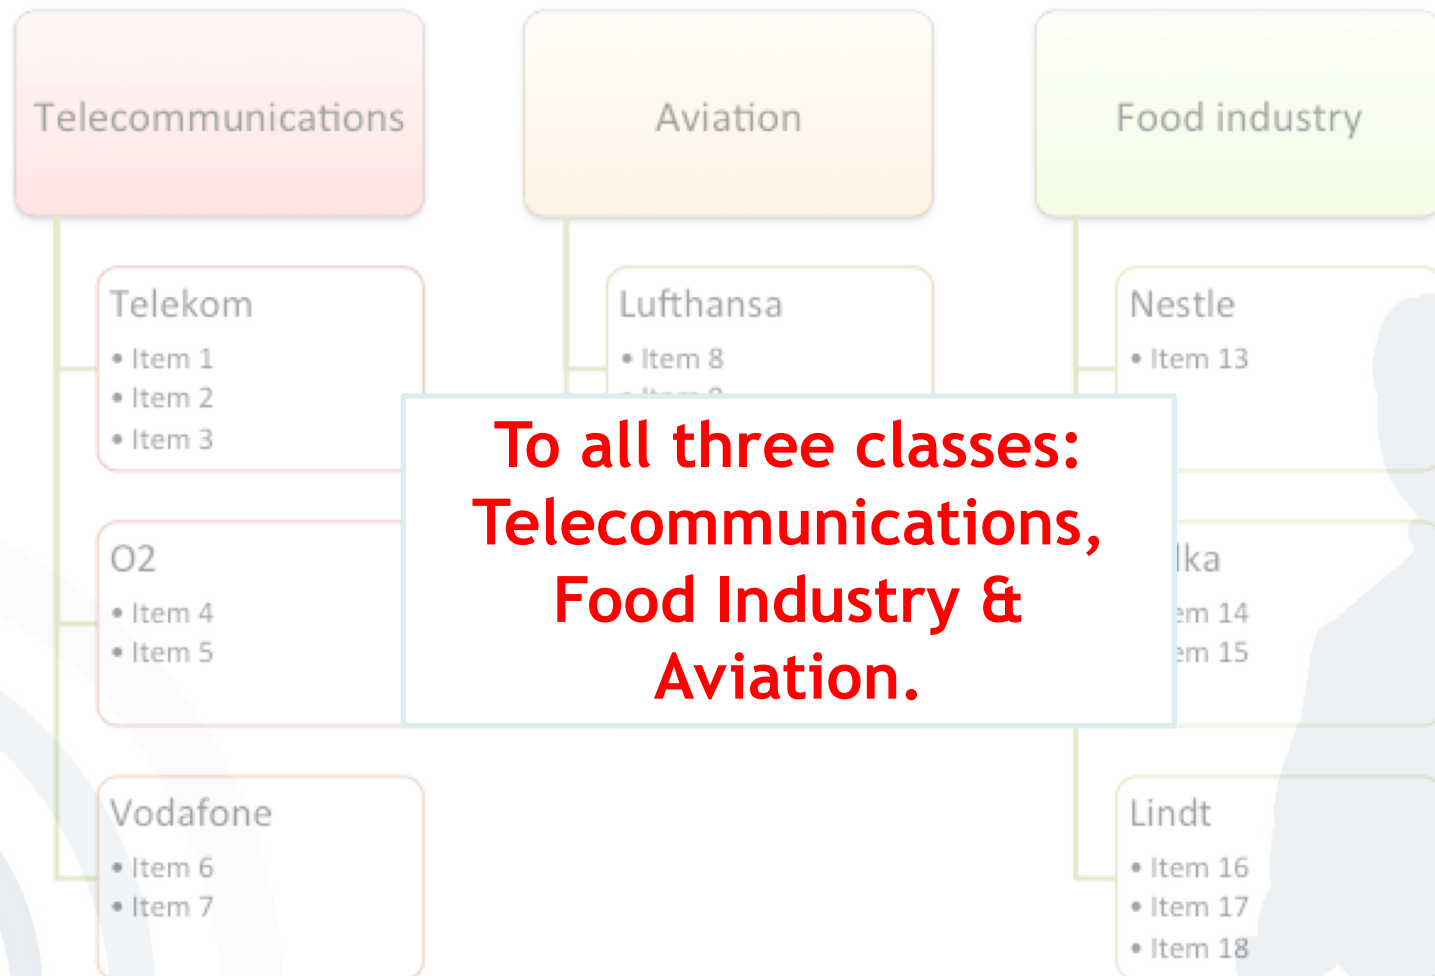 Telecommunications
Telekom
• Item 1
• Item 2
• Item 3
O2
• Item 4
• Item 5
Vodafone
• Item 6
• Item 7
Aviation
Lufthansa
• Item 8
Food industry
Nestle
• Item 13
14
15
Lindt
• Item 16
• Item 17
• Item 18
To all three classes:
Telecommunications,
Food Industry &
Aviation.